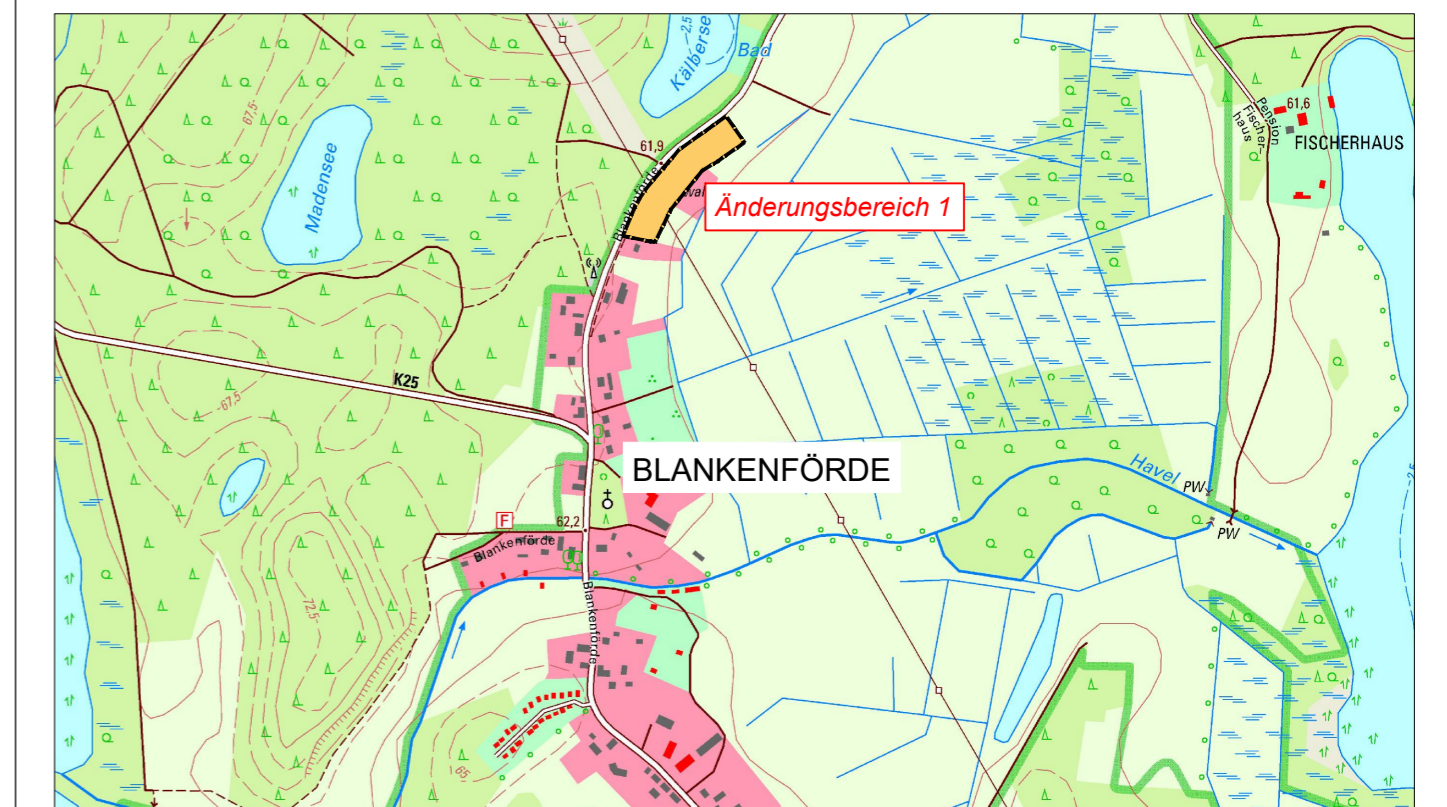 -2,5-
Kälberse
Bad
67,5
Madensee
61,9
Blankenförde
Änderungsbereich 1
61,6
Pension
Fischer-
haus
FISCHERHAUS
K25
67,5
BLANKENFÖRDE
Havel
PW
PW
F
62,2
Blankenförde
72,5
Blankenförde
65